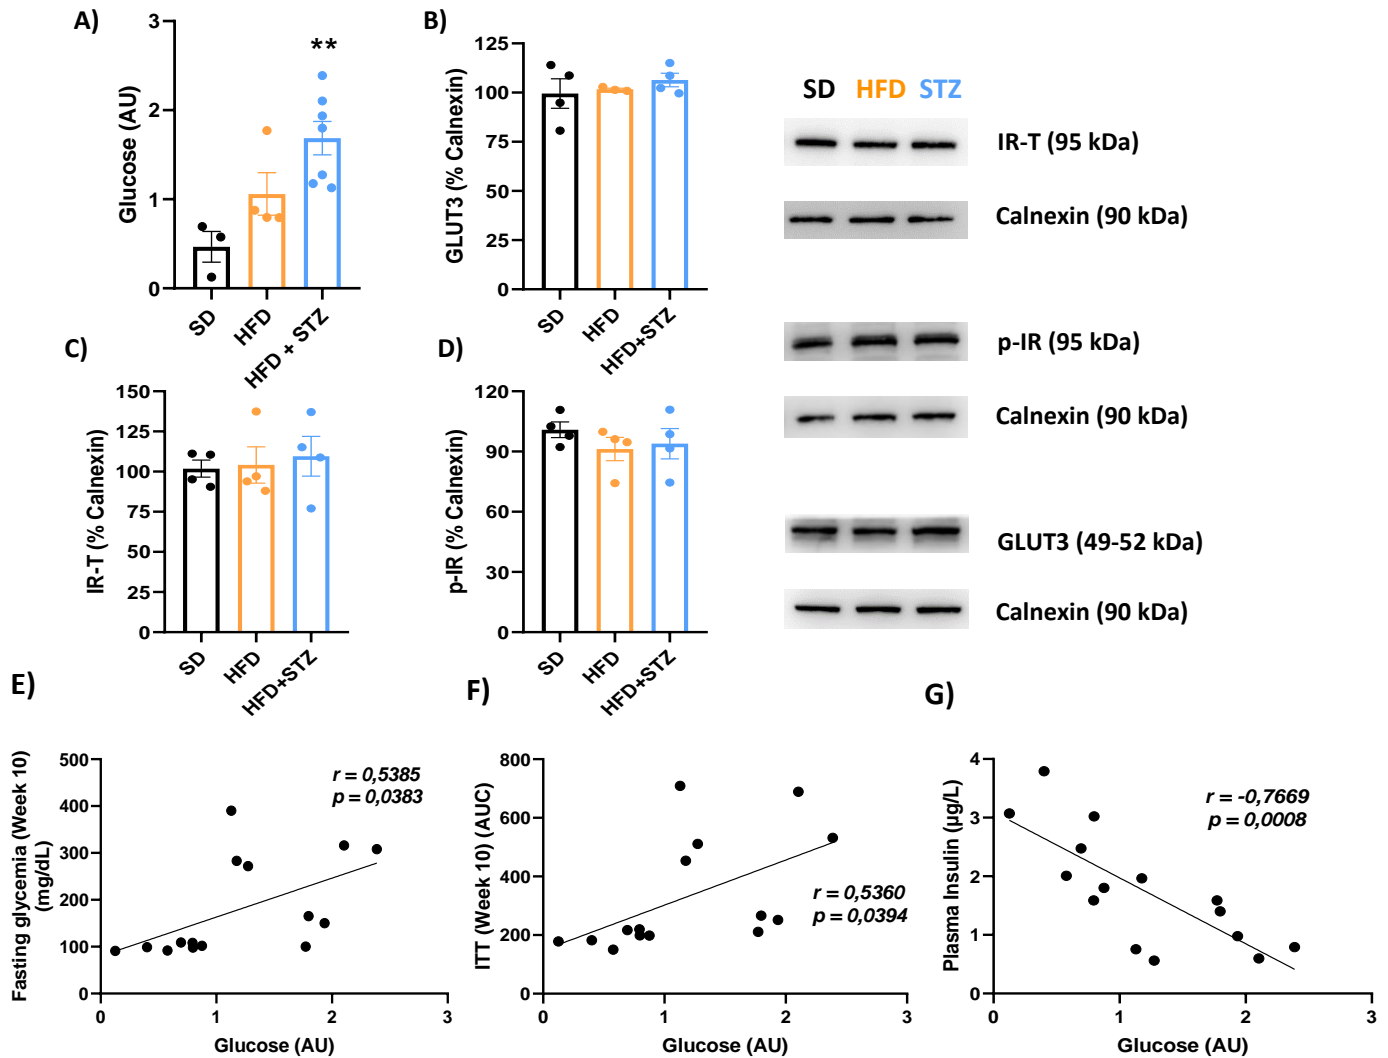 A)
Glucose (AU)
3
2
1
0
**
SD
HFD
HFD + STZ
B)
GLUT3 (% Calnexin)
125
100
75
50
25
0
SD
HFD
HFD+STZ
SD HFD STZ
IR-T (95 kDa)
Calnexin (90 kDa)
p-IR (95 kDa)
Calnexin (90 kDa)
GLUT3 (49-52 kDa)
Calnexin (90 kDa)
C)
IR-T (% Calnexin)
150
125
100
75
50
25
0
SD
HFD
HFD+STZ
D)
p-IR (% Calnexin)
120
90
60
30
0
SD
HFD
HFD+STZ
E)
Fasting glycemia (Week 10)
(mg/dL)
500
400
300
200
100
0
r = 0,5385
p = 0,0383
0 1 2 3
Glucose (AU)
F)
ITT (Week 10) (AUC)
800
600
400
200
0
r = 0,5360
p = 0,0394
0 1 2 3
Glucose (AU)
G)
Plasma Insulin (µg/L)
4
3
2
1
0
r = -0,7669
p = 0,0008
0 1 2 3
Glucose (AU)